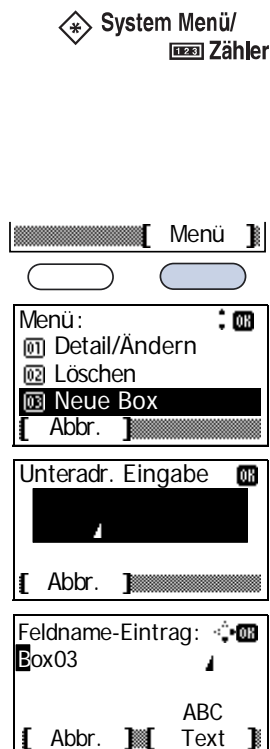 System Menü/
123 Zähler
[ Menü ]
Menü: OK
01 Detail/Ändern
02 Löschen
03 Neue Box
[ Abbr. ]
Unteradr. Eingabe OK
[ Abbr. ]
Feldname-Eintrag: OK
Box03
ABC
[ Abbr. ] [ Text ]